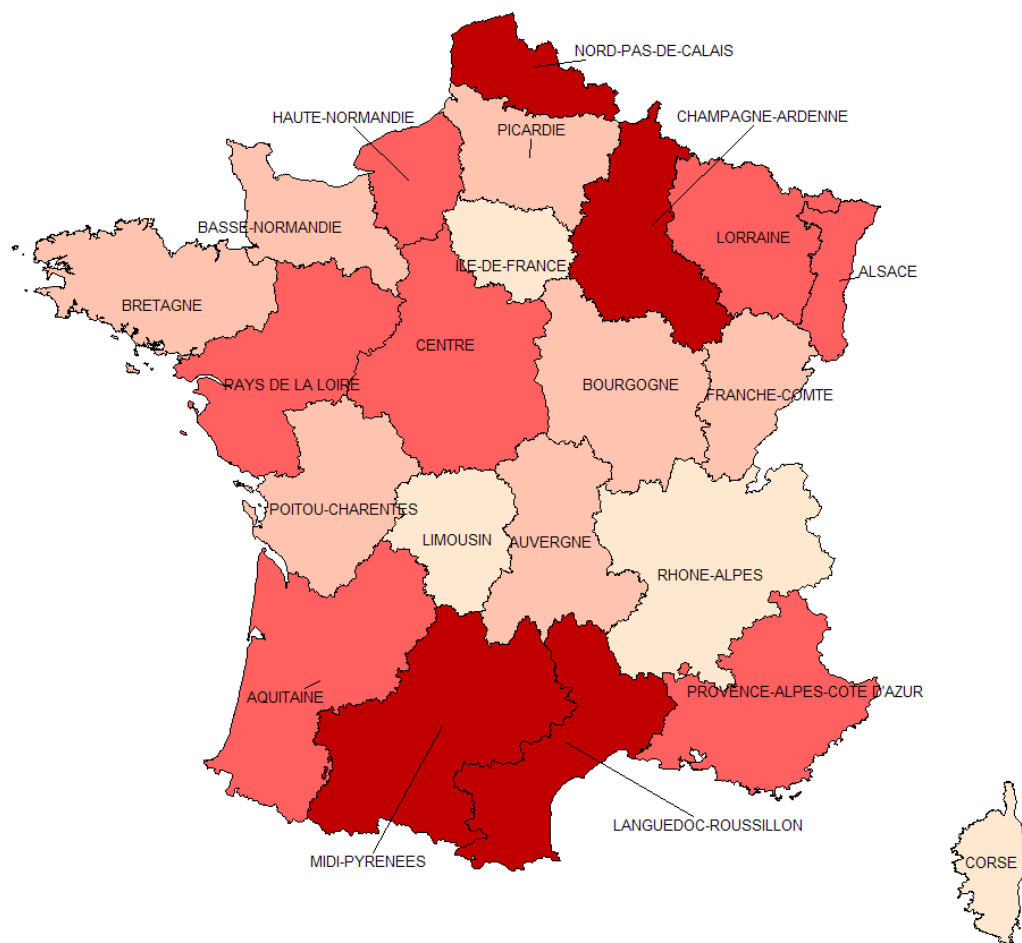 NORD-PAS-DE-CALAIS
HAUTE-NORMANDIE
CHAMPAGNE-ARDENNE
PICARDIE
BASSE-NORMANDIE
LORRAINE
ILE-DE-FRANCE
ALSACE
BRETAGNE
CENTRE
PAYS DE LA LOIRE
BOURGOGNE
FRANCHE-COMTE
POITOU-CHARENTES
LIMOUSIN
AUVERGNE
RHONE-ALPES
AQUITAINE
PROVENCE-ALPES-COTE D'AZUR
LANGUEDOC-ROUSSILLON
MIDI-PYRENEES
CORSE